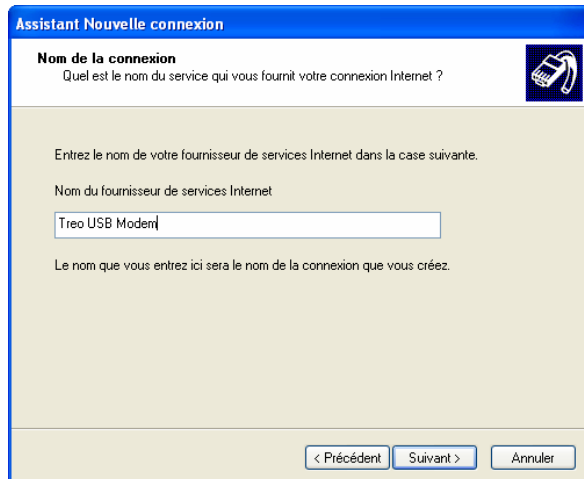 Assistant Nouvelle connexion
Nom de la connexion
Quel est le nom du service qui vous fournit votre connexion Internet ?
Entrez le nom de votre fournisseur de services Internet dans la case suivante.
Nom du fournisseur de services Internet
Treo USB Modem
Le nom que vous entrez ici sera le nom de la connexion que vous créez.
< Précédent Suivant > Annuler